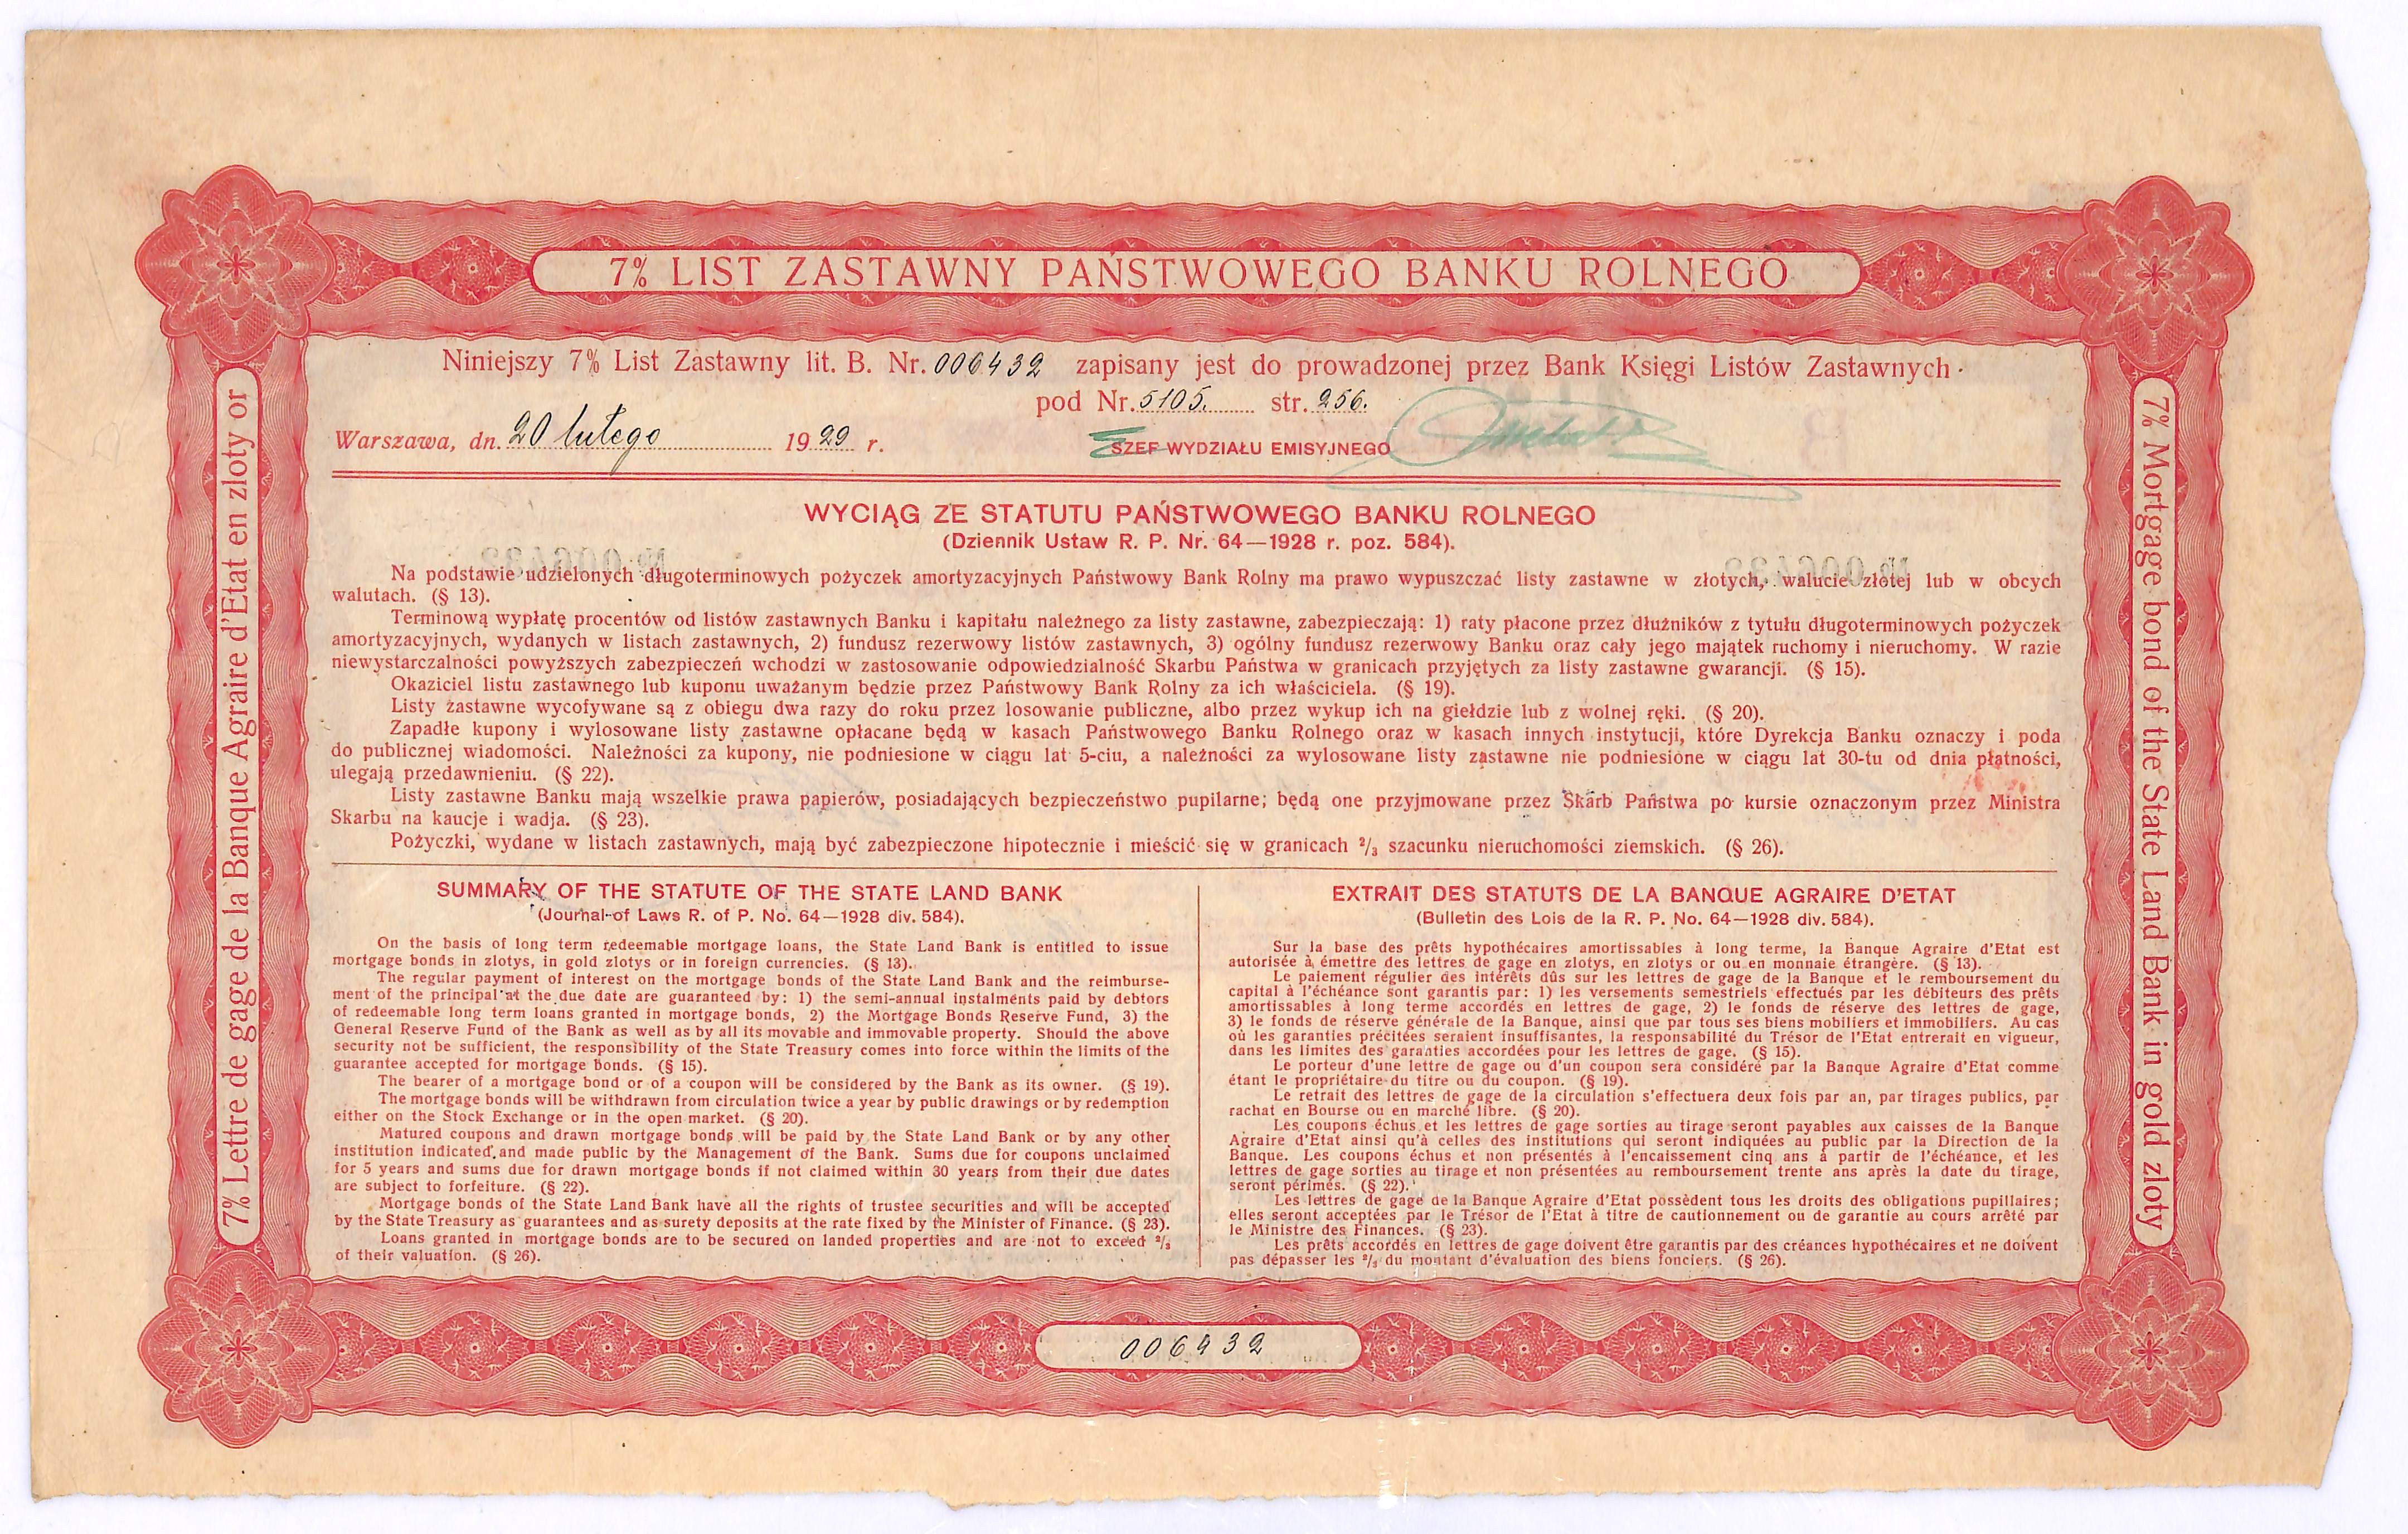 7% LIST ZASTAWNY PAŃSTWOWEGO BANKU ROLNEGO
Niniejszy 7% List Zastawny lit. B. Nr. 006432 zapisany jest do prowadzonej przez Bank Księgi Listów Zastawnych
pod Nr. 5105. str. 256.
Warszawa, dn. 20 lutego 1929 r.
SZEF WYDZIAŁU EMISYJNEGO
WYCIĄG ZE STATUTU PAŃSTWOWEGO BANKU ROLNEGO
(Dziennik Ustaw R. P. Nr. 64—1928 r. poz. 584).
Na podstawie udzielonych długoterminowych pożyczek amortyzacyjnych Państwowy Bank Rolny ma prawo wypuszczać listy zastawne w złotych, walucie złotej lub w obcych
walutach. (§ 13).
Terminową wypłatę procentów od listów zastawnych Banku i kapitału należnego za listy zastawne, zabezpieczają: 1) raty płacone przez dłużników z tytułu długoterminowych pożyczek
amortyzacyjnych, wydanych w listach zastawnych, 2) fundusz rezerwowy listów zastawnych, 3) ogólny fundusz rezerwowy Banku oraz cały jego majątek ruchomy i nieruchomy. W razie
niewystarczalności powyższych zabezpieczeń wchodzi w zastosowanie odpowiedzialność Skarbu Państwa w granicach przyjętych za listy zastawne gwarancji. (§ 15).
Okaziciel listu zastawnego lub kuponu uważanym będzie przez Państwowy Bank Rolny za ich właściciela. (§ 19).
Listy zastawne wycofywane są z obiegu dwa razy do roku przez losowanie publiczne, albo przez wykup ich na giełdzie lub z wolnej ręki. (§ 20).
Zapadłe kupony i wylosowane listy zastawne opłacane będą w kasach Państwowego Banku Rolnego oraz w kasach innych instytucji, które Dyrekcja Banku oznaczy i poda
do publicznej wiadomości. Należności za kupony, nie podniesione w ciągu lat 5-ciu, a należności za wylosowane listy zastawne nie podniesione w ciągu lat 30-tu od dnia płatności,
ulegają przedawnieniu. (§ 22).
Listy zastawne Banku mają wszelkie prawa papierów, posiadających bezpieczeństwo pupilarne; będą one przyjmowane przez Skarb Państwa po kursie oznaczonym przez Ministra
Skarbu na kaucje i wadja. (§ 23).
Pożyczki, wydane w listach zastawnych, mają być zabezpieczone hipotecznie i mieścić się w granicach ²/₃ szacunku nieruchomości ziemskich. (§ 26).
SUMMARY OF THE STATUTE OF THE STATE LAND BANK
(Journal of Laws R. of P. No. 64—1928 div. 584).
On the basis of long term redeemable mortgage loans, the State Land Bank is entitled to issue
mortgage bonds in zlotys, in gold zlotys or in foreign currencies. (§ 13).
The regular payment of interest on the mortgage bonds of the State Land Bank and the reimburse-
ment of the principal at the due date are guaranteed by: 1) the semi-annual instalments paid by debtors
of redeemable long term loans granted in mortgage bonds, 2) the Mortgage Bonds Reserve Fund, 3) the
General Reserve Fund of the Bank as well as by all its movable and immovable property. Should the above
security not be sufficient, the responsibility of the State Treasury comes into force within the limits of the
guarantee accepted for mortgage bonds. (§ 15).
The bearer of a mortgage bond or of a coupon will be considered by the Bank as its owner. (§ 19).
The mortgage bonds will be withdrawn from circulation twice a year by public drawings or by redemption
either on the Stock Exchange or in the open market. (§ 20).
Matured coupons and drawn mortgage bonds will be paid by the State Land Bank or by any other
institution indicated and made public by the Management of the Bank. Sums due for coupons unclaimed
for 5 years and sums due for drawn mortgage bonds if not claimed within 30 years from their due dates
are subject to forfeiture. (§ 22).
Mortgage bonds of the State Land Bank have all the rights of trustee securities and will be accepted
by the State Treasury as guarantees and as surety deposits at the rate fixed by the Minister of Finance. (§ 23).
Loans granted in mortgage bonds are to be secured on landed properties and are not to exceed ²/₃
of their valuation. (§ 26).
EXTRAIT DES STATUTS DE LA BANQUE AGRAIRE D'ETAT
(Bulletin des Lois de la R. P. No. 64—1928 div. 584).
Sur la base des prêts hypothécaires amortissables à long terme, la Banque Agraire d'Etat est
autorisée à émettre des lettres de gage en zlotys, en zlotys or ou en monnaie étrangère. (§ 13).
Le paiement régulier des intérêts dûs sur les lettres de gage de la Banque et le remboursement du
capital à l'échéance sont garantis par: 1) les versements semestriels effectués par les débiteurs des prêts
amortissables à long terme accordés en lettres de gage, 2) le fonds de réserve des lettres de gage,
3) le fonds de réserve générale de la Banque, ainsi que par tous ses biens mobiliers et immobiliers. Au cas
où les garanties précitées seraient insuffisantes, la responsabilité du Trésor de l'Etat entrerait en vigueur,
dans les limites des garanties accordées pour les lettres de gage. (§ 15).
Le porteur d'une lettre de gage ou d'un coupon sera considéré par la Banque Agraire d'Etat comme
étant le propriétaire du titre ou du coupon. (§ 19).
Le retrait des lettres de gage de la circulation s'effectuera deux fois par an, par tirages publics, par
rachat en Bourse ou en marché libre. (§ 20).
Les coupons échus et les lettres de gage sorties au tirage seront payables aux caisses de la Banque
Agraire d'Etat ainsi qu'à celles des institutions qui seront indiquées au public par la Direction de la
Banque. Les coupons échus et non présentés à l'encaissement cinq ans à partir de l'échéance, et les
lettres de gage sorties au tirage et non présentées au remboursement trente ans après la date du tirage,
seront périmés. (§ 22).
Les lettres de gage de la Banque Agraire d'Etat possèdent tous les droits des obligations pupillaires;
elles seront acceptées par le Trésor de l'Etat à titre de cautionnement ou de garantie au cours arrêté par
le Ministre des Finances. (§ 23).
Les prêts accordés en lettres de gage doivent être garantis par des créances hypothécaires et ne doivent
pas dépasser les ²/₃ du montant d'évaluation des biens fonciers. (§ 26).
006432
7% Lettre de gage de la Banque Agraire d'Etat en zloty or
7% Mortgage bond of the State Land Bank in gold zloty